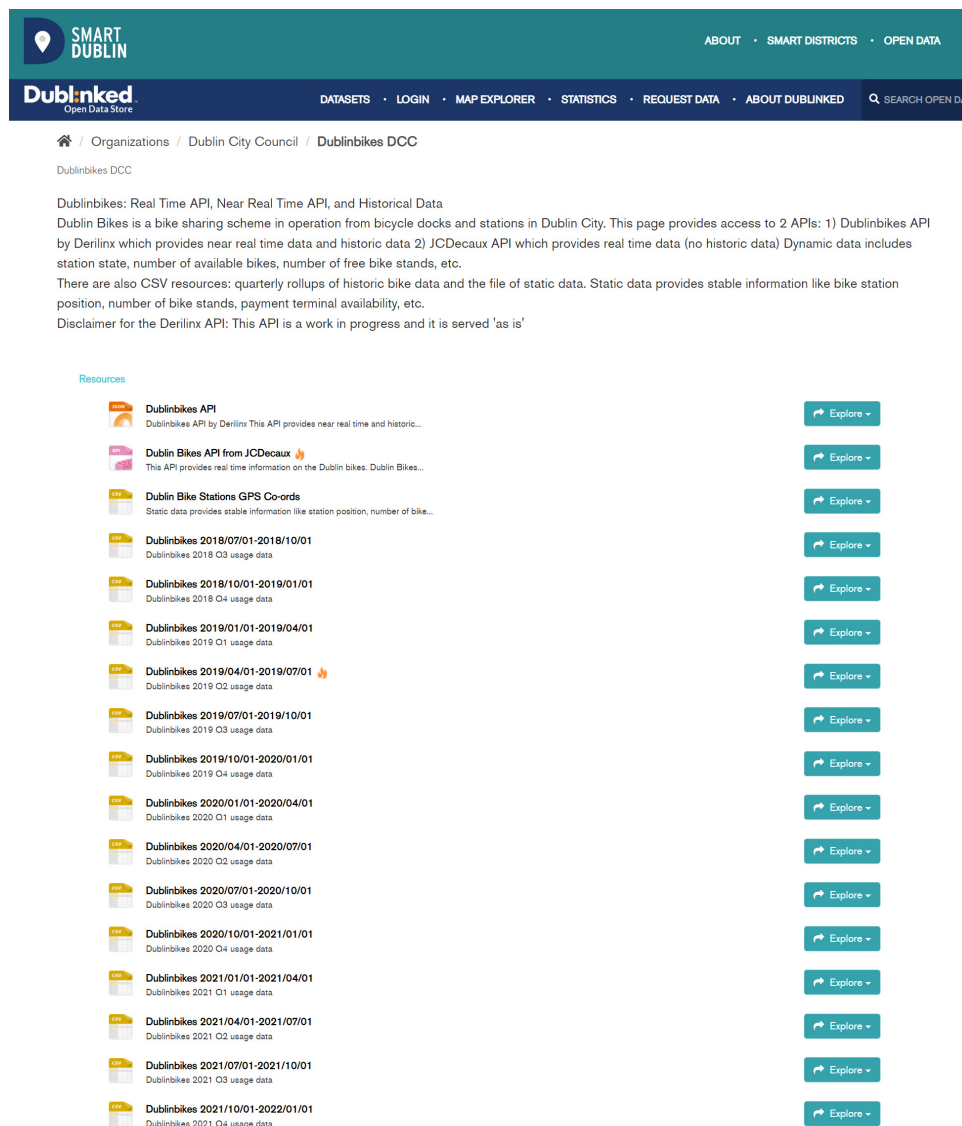 SMART
DUBLIN
ABOUT · SMART DISTRICTS · OPEN DATA
Dublinked
Open Data Store
DATASETS · LOGIN · MAP EXPLORER · STATISTICS · REQUEST DATA · ABOUT DUBLINKED
SEARCH OPEN DA
/ Organizations / Dublin City Council / Dublinbikes DCC
Dublinbikes DCC
Dublinbikes: Real Time API, Near Real Time API, and Historical Data
Dublin Bikes is a bike sharing scheme in operation from bicycle docks and stations in Dublin City. This page provides access to 2 APIs: 1) Dublinbikes API
by Derilinx which provides near real time data and historic data 2) JCDecaux API which provides real time data (no historic data) Dynamic data includes
station state, number of available bikes, number of free bike stands, etc.
There are also CSV resources: quarterly rollups of historic bike data and the file of static data. Static data provides stable information like bike station
position, number of bike stands, payment terminal availability, etc.
Disclaimer for the Derilinx API: This API is a work in progress and it is served 'as is'
Resources
JSON
Dublinbikes API
Dublinbikes API by Derilinx This API provides near real time and historic...
Explore
API
Dublin Bikes API from JCDecaux
This API provides real time information on the Dublin bikes. Dublin Bikes...
Explore
CSV
Dublin Bike Stations GPS Co-ords
Static data provides stable information like station position, number of bike...
Explore
CSV
Dublinbikes 2018/07/01-2018/10/01
Dublinbikes 2018 Q3 usage data
Explore
CSV
Dublinbikes 2018/10/01-2019/01/01
Dublinbikes 2018 Q4 usage data
Explore
CSV
Dublinbikes 2019/01/01-2019/04/01
Dublinbikes 2019 Q1 usage data
Explore
CSV
Dublinbikes 2019/04/01-2019/07/01
Dublinbikes 2019 Q2 usage data
Explore
CSV
Dublinbikes 2019/07/01-2019/10/01
Dublinbikes 2019 Q3 usage data
Explore
CSV
Dublinbikes 2019/10/01-2020/01/01
Dublinbikes 2019 Q4 usage data
Explore
CSV
Dublinbikes 2020/01/01-2020/04/01
Dublinbikes 2020 Q1 usage data
Explore
CSV
Dublinbikes 2020/04/01-2020/07/01
Dublinbikes 2020 Q2 usage data
Explore
CSV
Dublinbikes 2020/07/01-2020/10/01
Dublinbikes 2020 Q3 usage data
Explore
CSV
Dublinbikes 2020/10/01-2021/01/01
Dublinbikes 2020 Q4 usage data
Explore
CSV
Dublinbikes 2021/01/01-2021/04/01
Dublinbikes 2021 Q1 usage data
Explore
CSV
Dublinbikes 2021/04/01-2021/07/01
Dublinbikes 2021 Q2 usage data
Explore
CSV
Dublinbikes 2021/07/01-2021/10/01
Dublinbikes 2021 Q3 usage data
Explore
CSV
Dublinbikes 2021/10/01-2022/01/01
Dublinbikes 2021 Q4 usage data
Explore